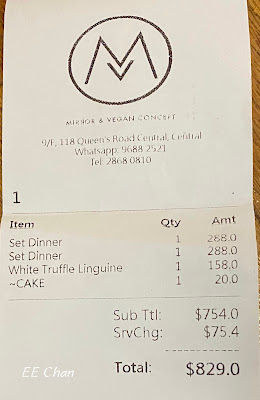 M
MIRROR & VEGAN CONCEPT
9/F, 118 Queen's Road Central, Central
Whatsapp: 9688 2521
Tel: 2868 0810
1
Item Qty Amt
Set Dinner 1 288.0
Set Dinner 1 288.0
White Truffle Linguine 1 158.0
~CAKE 1 20.0
Sub Ttl: $754.0
SrvChg: $75.4
Total: $829.0
EE Chan